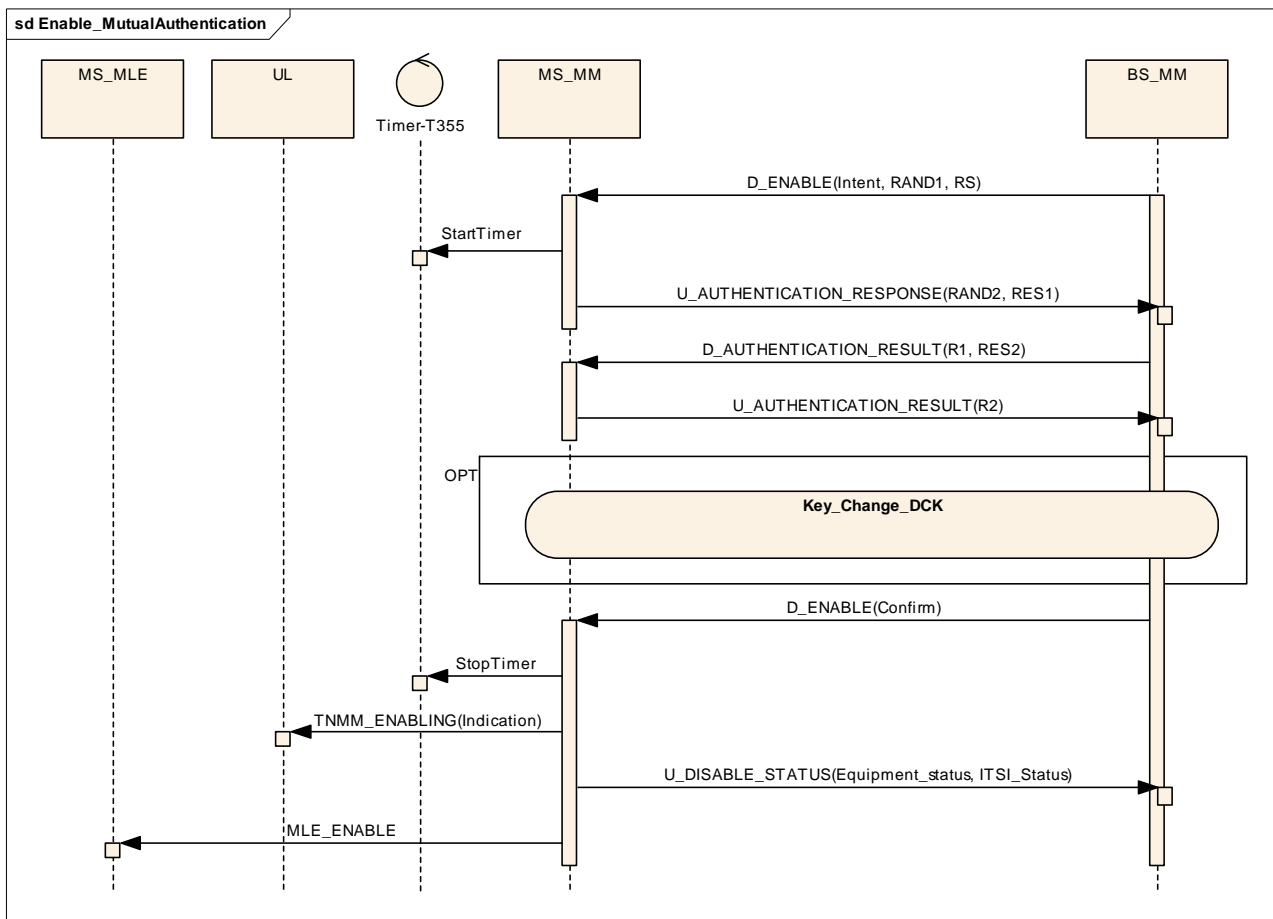 sd Enable_MutualAuthentication
MS_MLE
UL
Timer-T355
MS_MM
BS_MM
D_ENABLE(Intent, RAND1, RS)
StartTimer
U_AUTHENTICATION_RESPONSE(RAND2, RES1)
D_AUTHENTICATION_RESULT(R1, RES2)
U_AUTHENTICATION_RESULT(R2)
OPT
Key_Change_DCK
D_ENABLE(Confirm)
StopTimer
TNMM_ENABLING(Indication)
U_DISABLE_STATUS(Equipment_status, ITSI_Status)
MLE_ENABLE